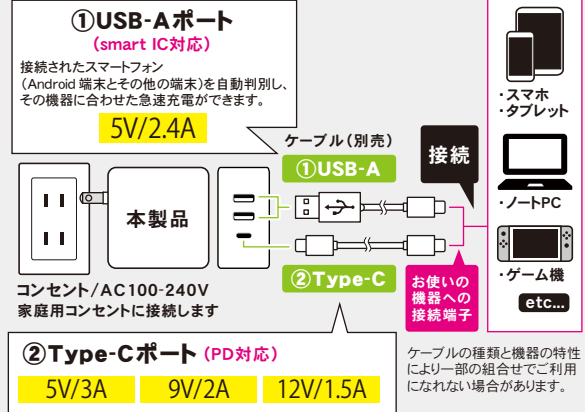 ①USB-Aポート
(smart IC対応)
接続されたスマートフォン
(Android 端末とその他の端末)を自動判別し、
その機器に合わせた急速充電ができます。
5V/2.4A
ケーブル(別売)
①USB-A
接続
・スマホ
・タブレット
・ノートPC
・ゲーム機
etc...
本製品
②Type-C
お使いの
機器への
接続端子
コンセント/AC100-240V
家庭用コンセントに接続します
②Type-Cポート (PD対応)
5V/3A 9V/2A 12V/1.5A
ケーブルの種類と機器の特性
により一部の組合せでご利用
になれない場合があります。